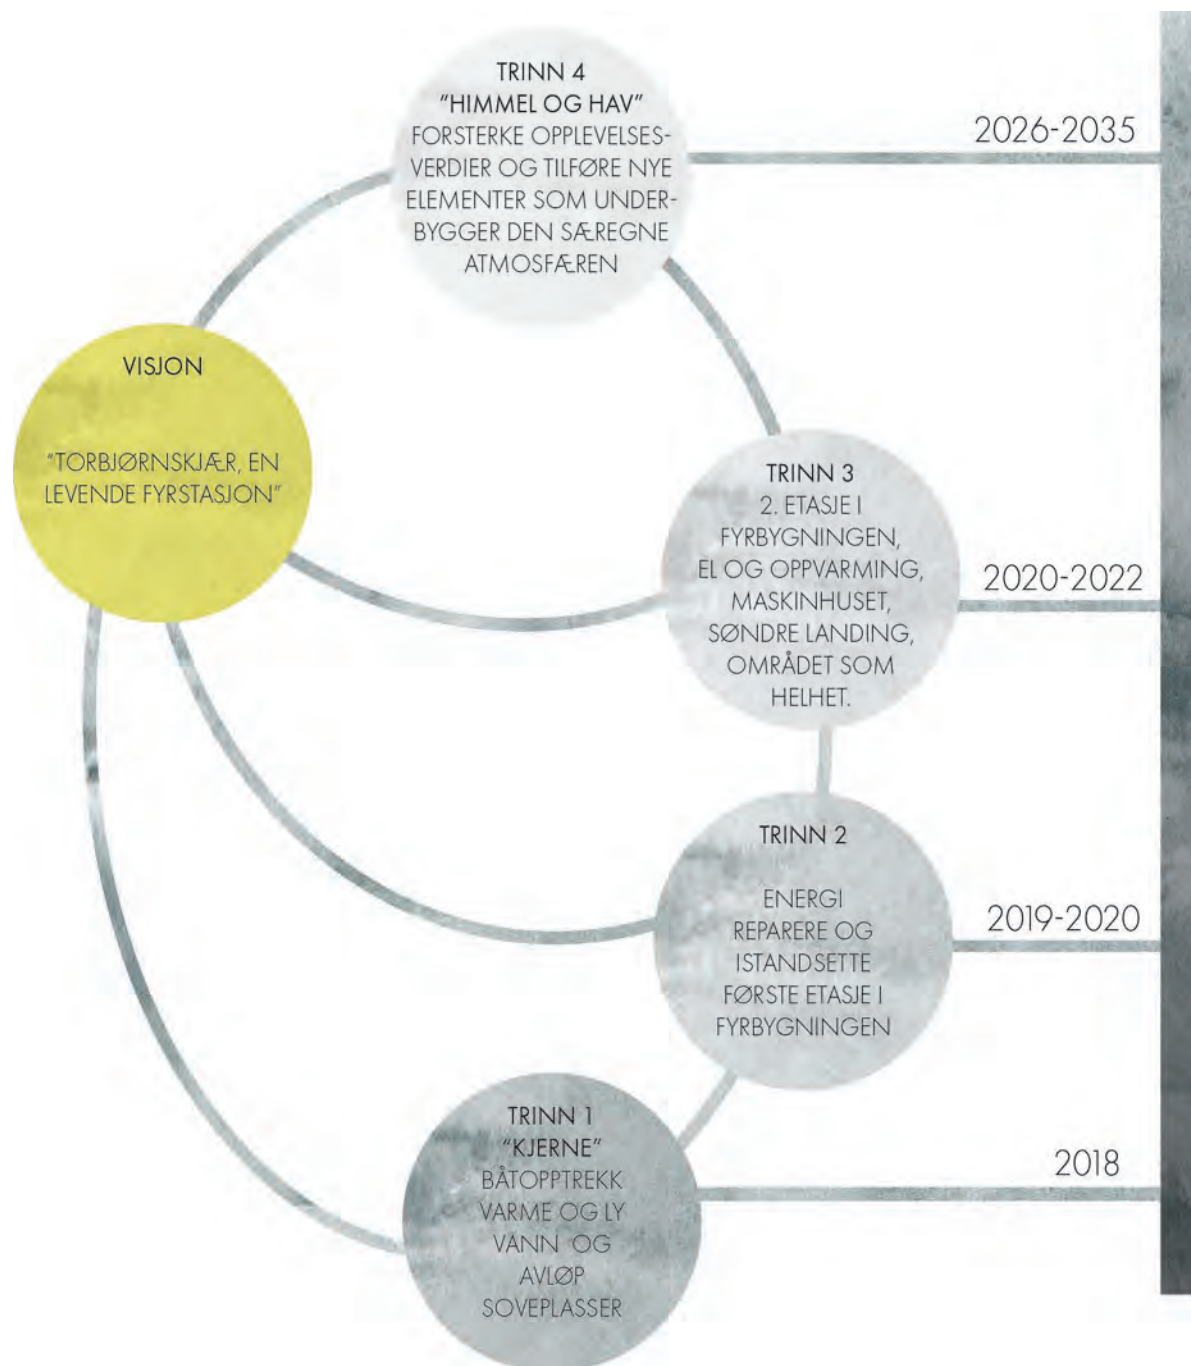 TRINN 4
"HIMMEL OG HAV"
FORSTERKE OPPLEVELSES-
VERDIER OG TILFØRE NYE
ELEMENTER SOM UNDER-
BYGGER DEN SÆREGNE
ATMOSFÆREN
2026-2035
VISJON
"TORBJØRNSKJÆR, EN
LEVENDE FYRSTASJON"
TRINN 3
2. ETASJE I
FYRBYGNINGEN,
EL OG OPPVARMING,
MASKINHUSET,
SØNDRE LANDING,
OMRÅDET SOM
HELHET.
2020-2022
TRINN 2
ENERGI
REPARERE OG
ISTANDSETTE
FØRSTE ETASJE I
FYRBYGNINGEN
2019-2020
TRINN 1
"KJERNE"
BÅTOPPTREKK
VARME OG LY
VANN OG
AVLØP
SOVEPLASSER
2018